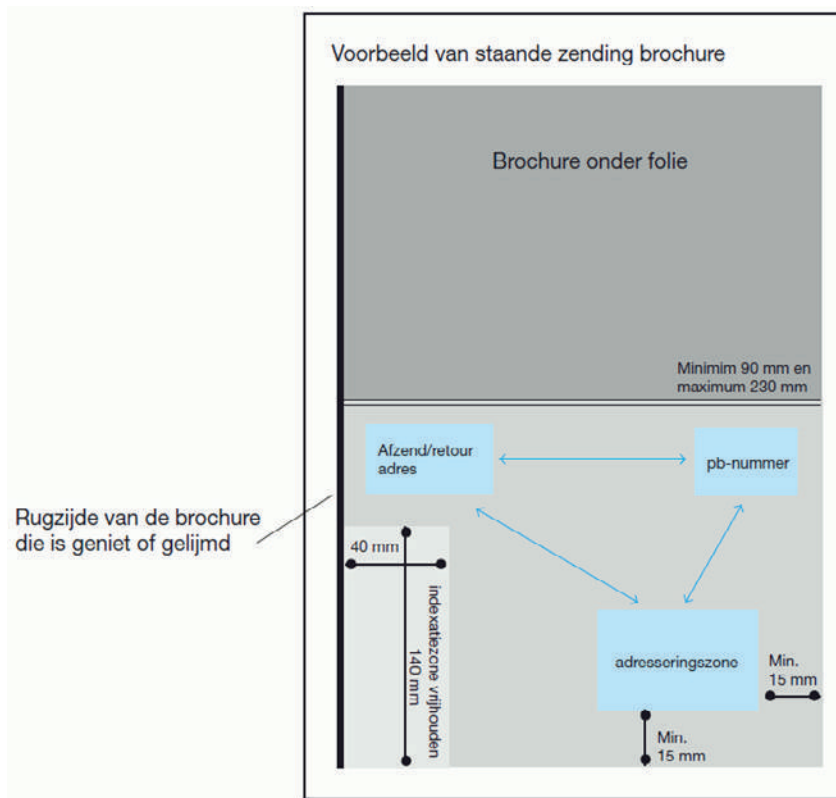 Voorbeeld van staande zending brochure
Brochure onder folie
Minimim 90 mm en
maximum 230 mm
Afzend/retour
adres
pb-nummer
Rugzijde van de brochure
die is geniet of gelijmd
40 mm
indexatiezone vrijhouden
140 mm
adresseringszone
Min.
15 mm
Min.
15 mm